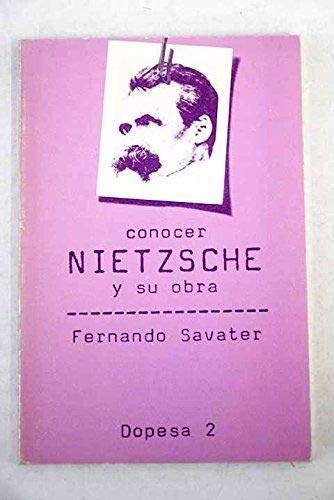 conocer
NIETZSCHE
y su obra
Fernando Savater
Dopesa 2